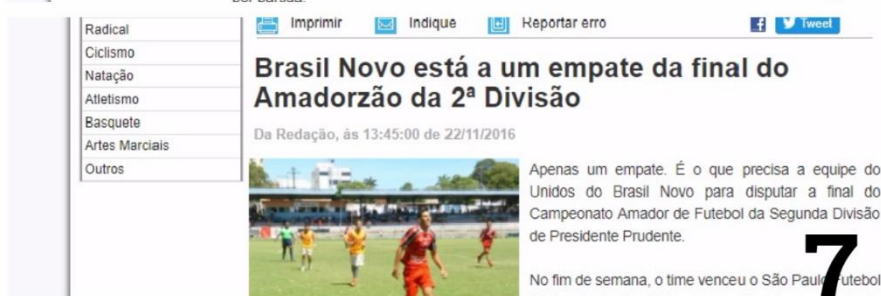 Radical
Ciclismo
Natação
Atletismo
Basquete
Artes Marciais
Outros
Imprimir
Indique
Reportar erro
Tweet
Brasil Novo está a um empate da final do
Amadorzão da 2ª Divisão
Da Redação, às 13:45:00 de 22/11/2016
Apenas um empate. É o que precisa a equipe do
Unidos do Brasil Novo para disputar a final do
Campeonato Amador de Futebol da Segunda Divisão
de Presidente Prudente.
No fim de semana, o time venceu o São Paulo Futebol
7